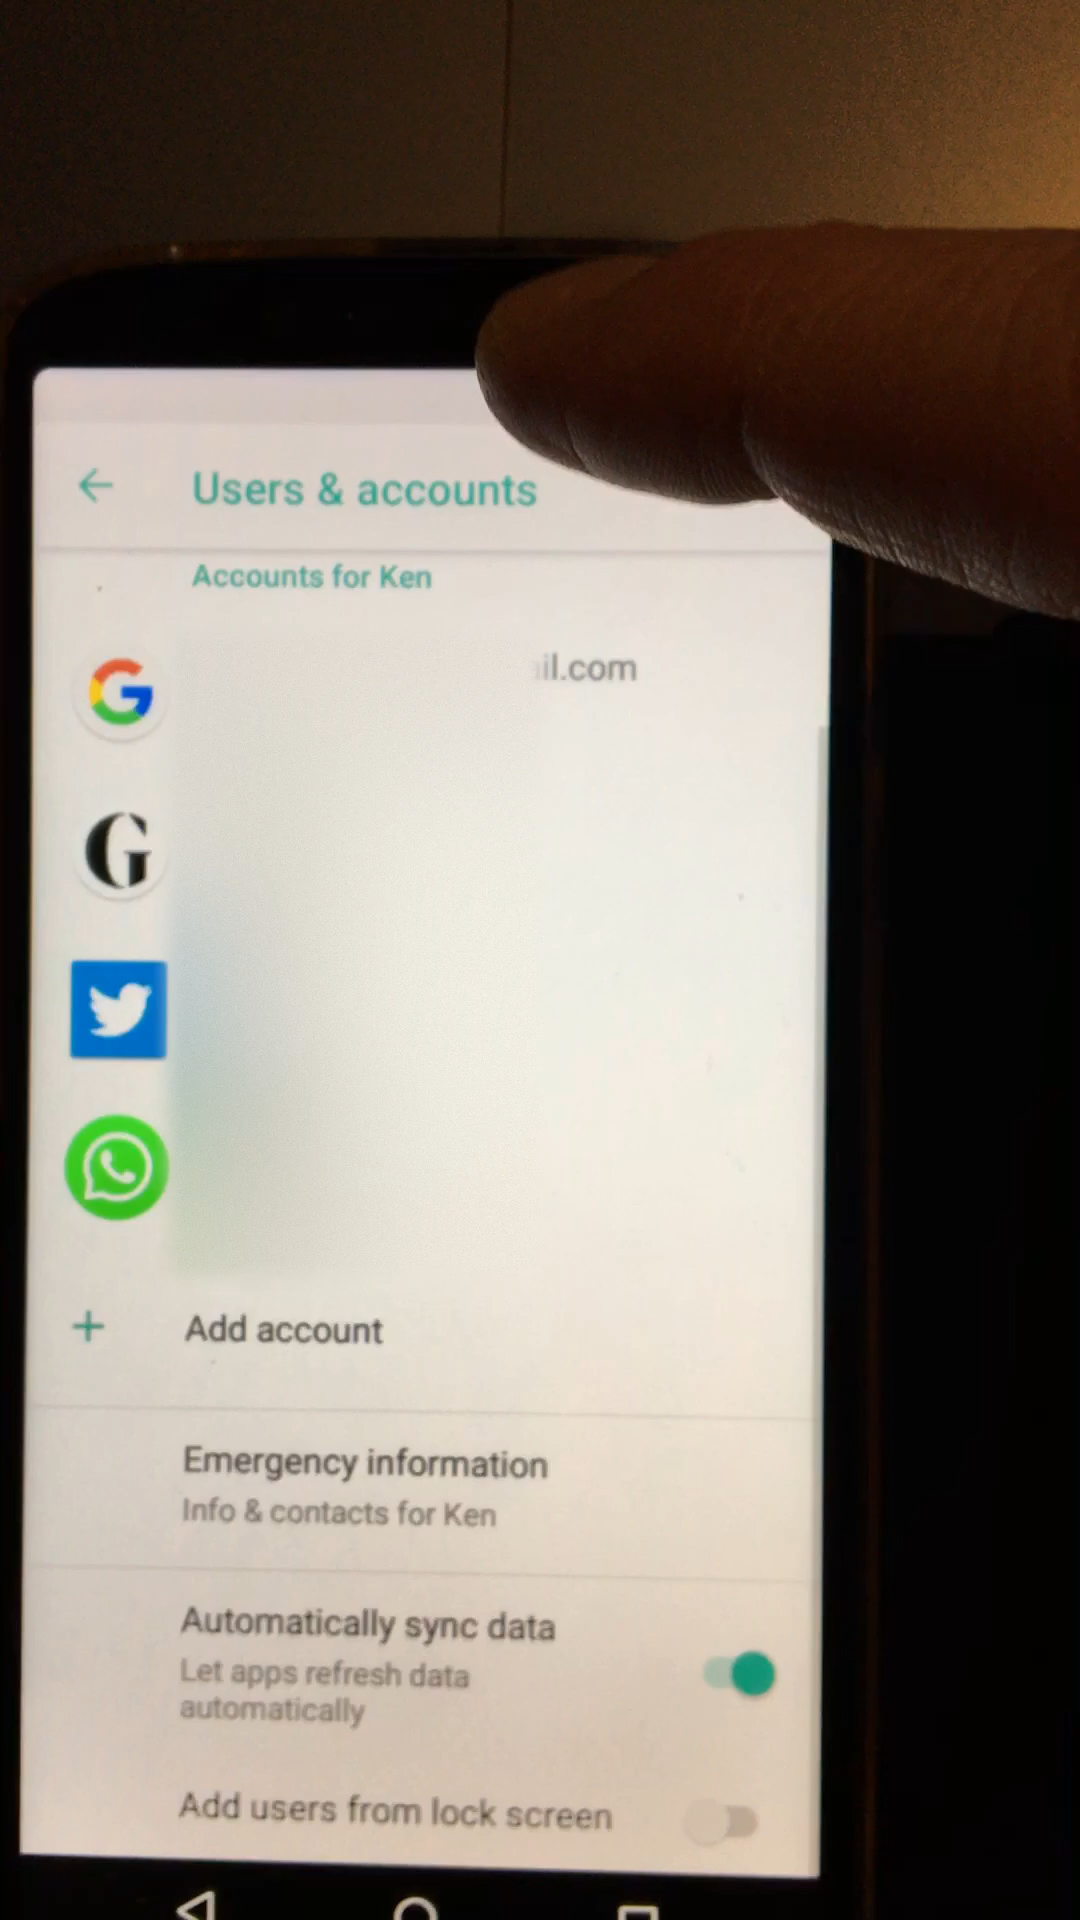 Users & accounts
Accounts for Ken
il.com
Add account
Emergency information
Info & contacts for Ken
Automatically sync data
Let apps refresh data
automatically
Add users from lock screen